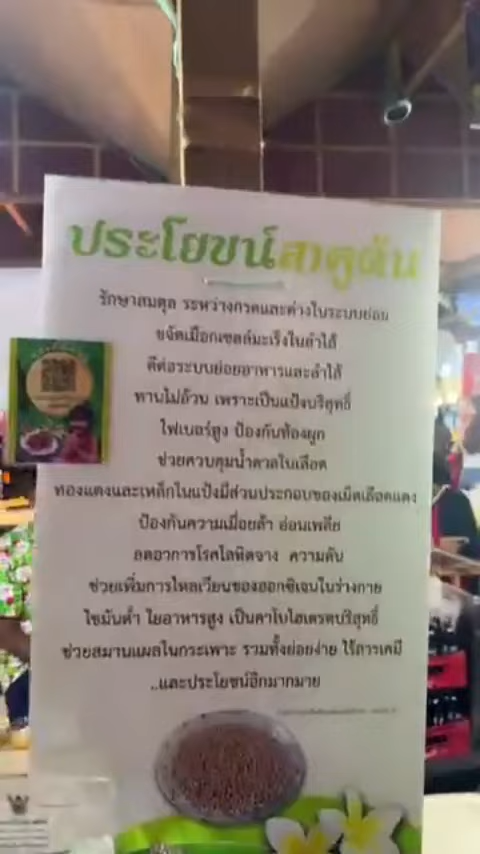 ประโยชน์สาคูต้น
รักษาสมดุล ระหว่างกรดและด่างในระบบย่อย
ขจัดเมือกเซลล์มะเร็งในลำไล้
ดีต่อระบบย่อยอาหารและลำไล้
ทานไม่อ้วน เพราะเป็นแป้งบริสุทธิ์
ไฟเบอร์สูง ป้องกันท้องผูก
ช่วยควบคุมน้ำตาลในเลือด
ทองแดงและเหล็กในแป้งมีส่วนประกอบของเม็ดเลือดแดง
ป้องกันความเมื่อยล้า อ่อนเพลีย
ลดอาการโรคโลหิตจาง ความดัน
ช่วยเพิ่มการไหลเวียนของออกซิเจนในร่างกาย
ไขมันต่ำ ใยอาหารสูง เป็นคาโบไฮเดรตบริสุทธิ์
ช่วยสมานแผลในกระเพาะ รวมทั้งย่อยง่าย ไร้สารเคมี
..และประโยชน์อีกมากมาย